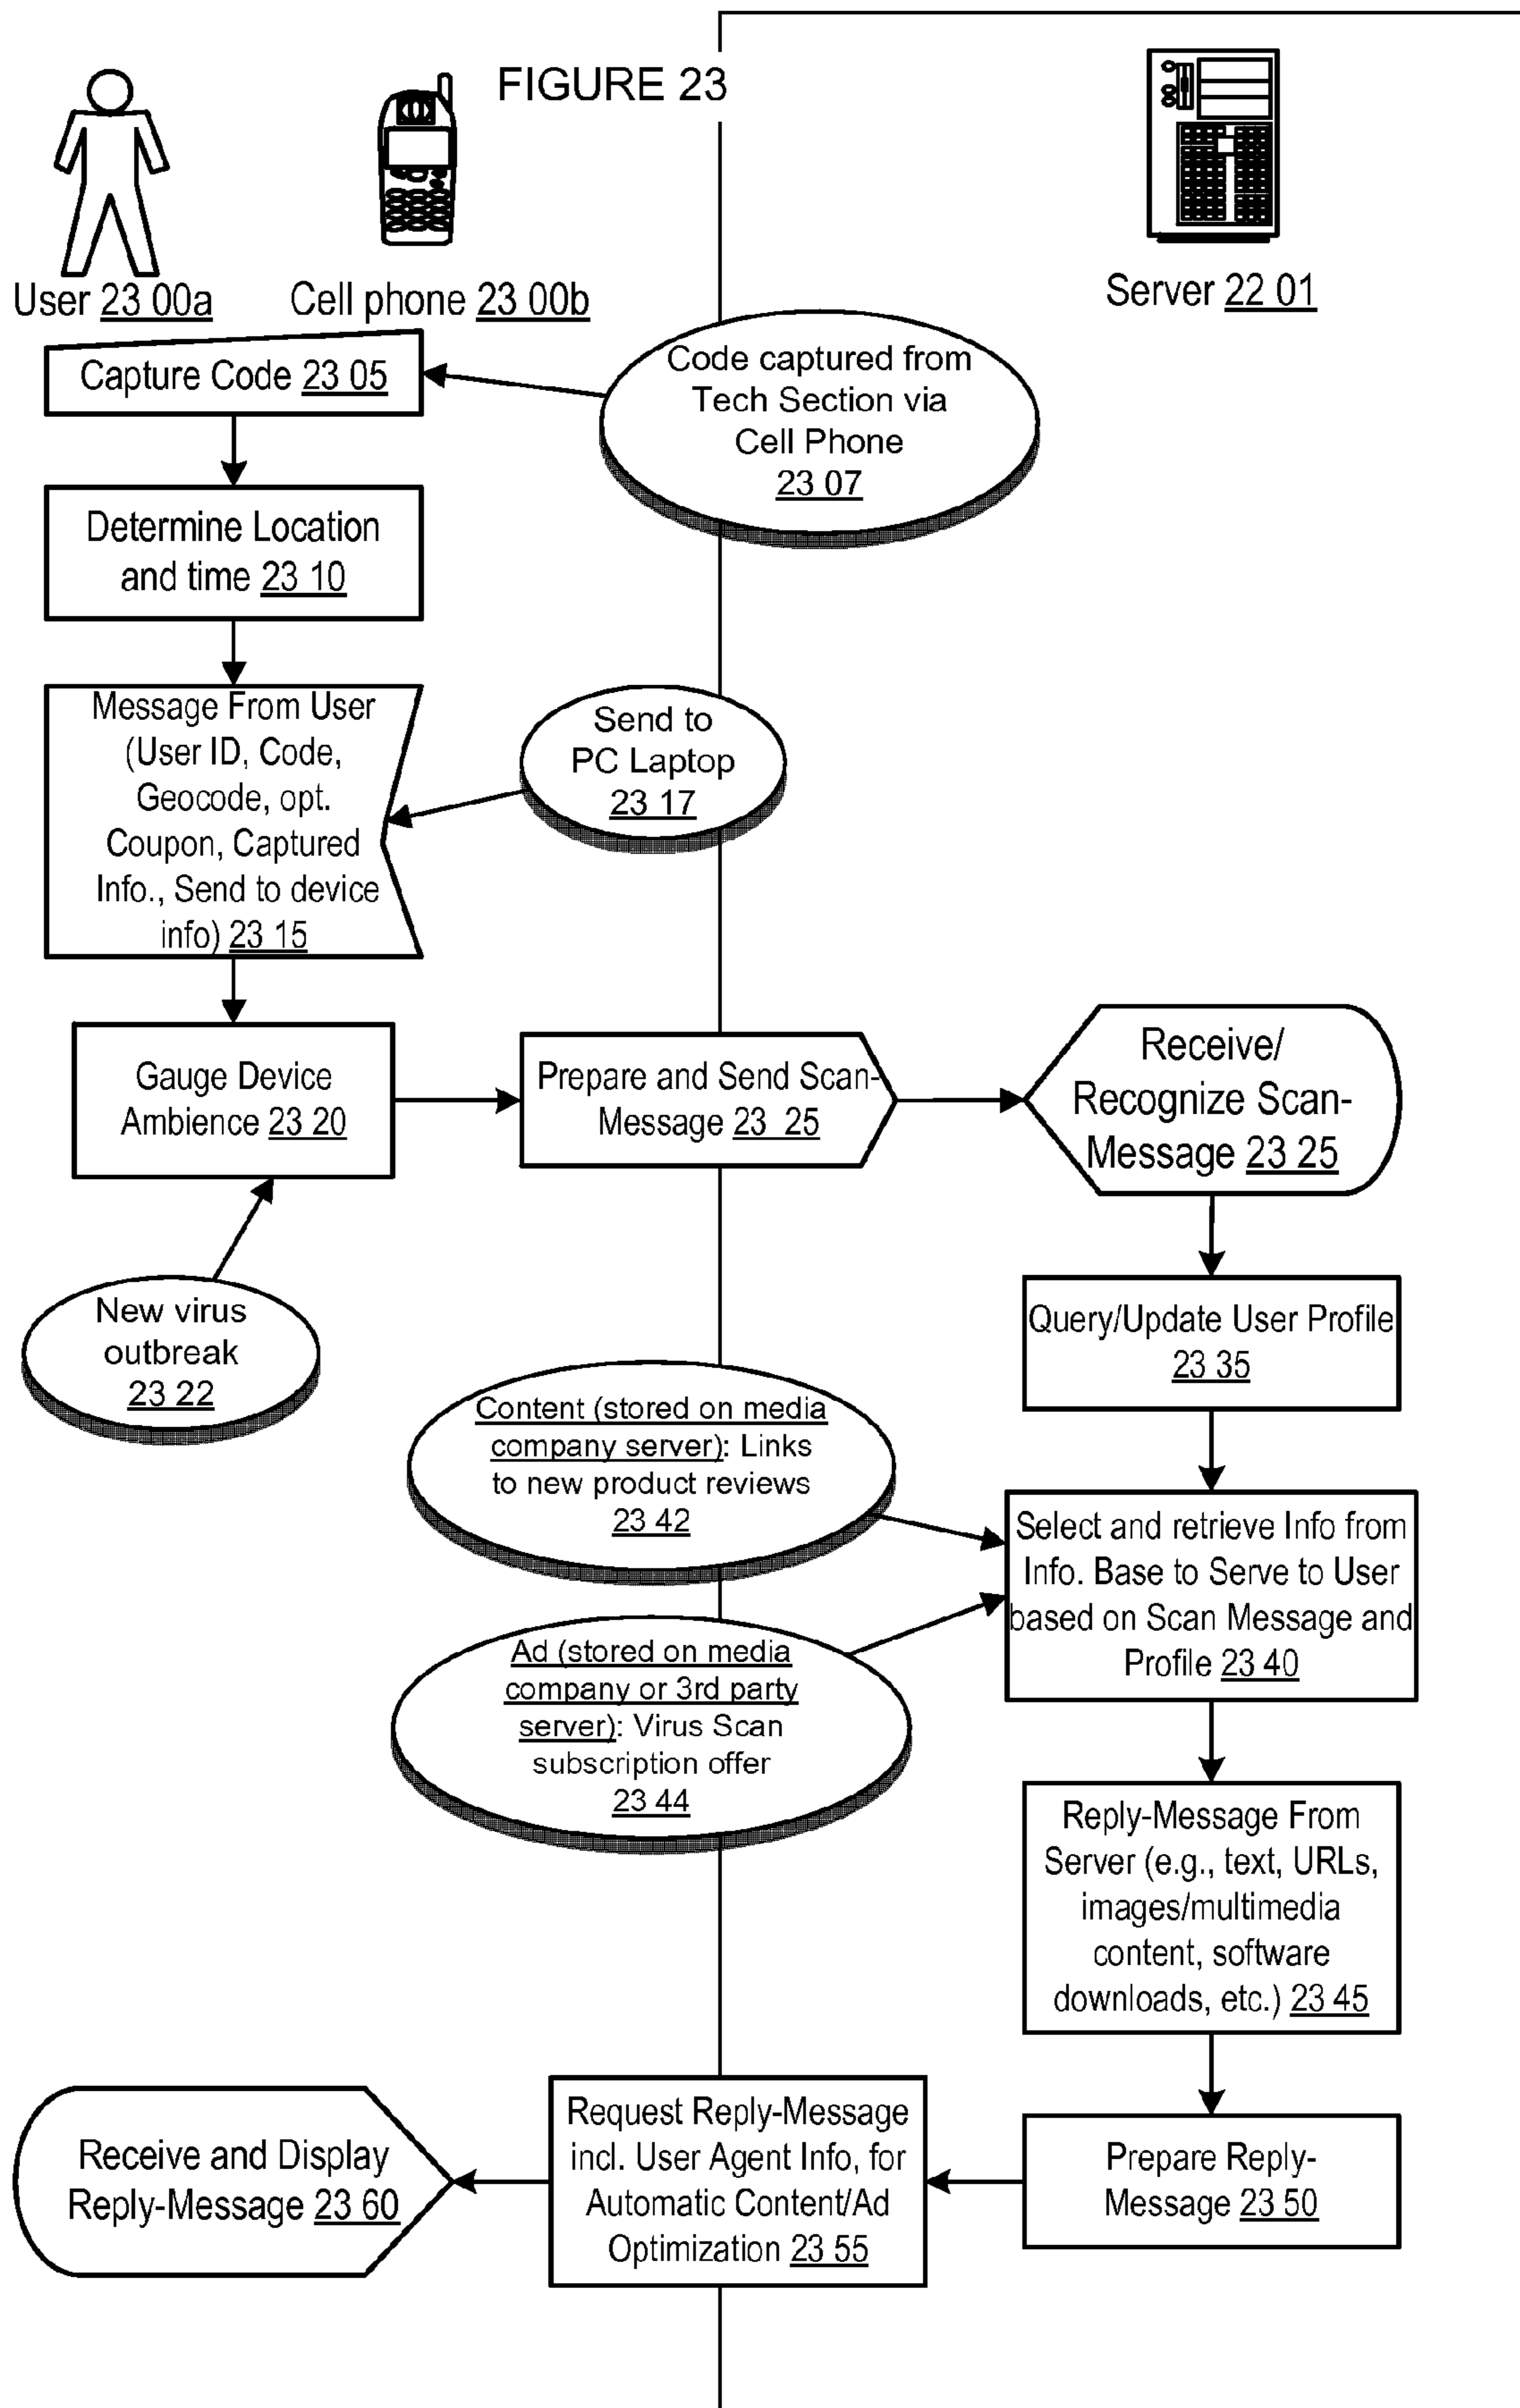 FIGURE 23
User 23 00a
Cell phone 23 00b
Server 22 01
Capture Code 23 05
Code captured from
Tech Section via
Cell Phone
23 07
Determine Location
and time 23 10
Message From User
(User ID, Code,
Geocode, opt.
Coupon, Captured
Info., Send to device
info) 23 15
Send to
PC Laptop
23 17
Gauge Device
Ambience 23 20
Prepare and Send Scan-
Message 23 25
Receive/
Recognize Scan-
Message 23 25
New virus
outbreak
23 22
Query/Update User Profile
23 35
Content (stored on media
company server): Links
to new product reviews
23 42
Select and retrieve Info from
Info. Base to Serve to User
based on Scan Message and
Profile 23 40
Ad (stored on media
company or 3rd party
server): Virus Scan
subscription offer
23 44
Reply-Message From
Server (e.g., text, URLs,
images/multimedia
content, software
downloads, etc.) 23 45
Prepare Reply-
Message 23 50
Request Reply-Message
incl. User Agent Info, for
Automatic Content/Ad
Optimization 23 55
Receive and Display
Reply-Message 23 60